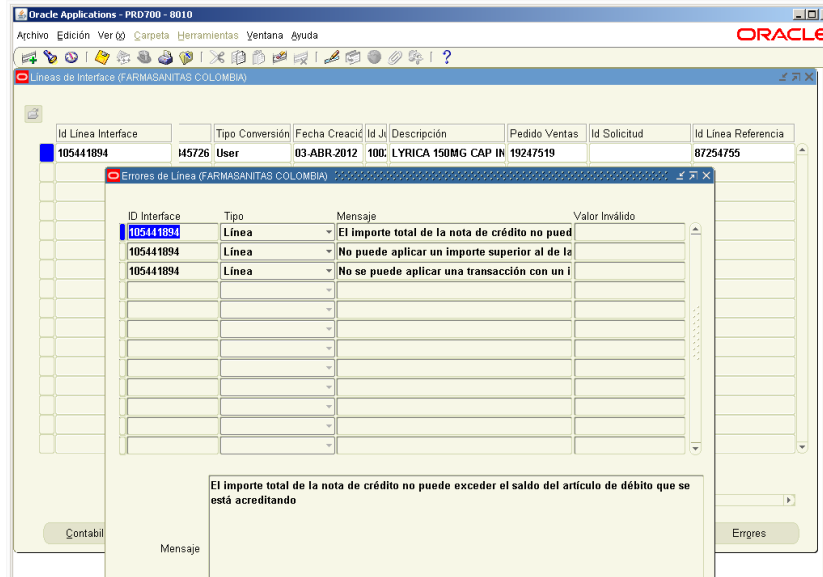 Oracle Applications - PRD700 - 8010
Archivo Edición Ver (x) Carpeta Herramientas Ventana Ayuda
ORACLE
Líneas de Interface (FARMASANITAS COLOMBIA)
Id Línea Interface Tipo Conversión Fecha Creació Id Ju Descripción Pedido Ventas Id Solicitud Id Línea Referencia
105441894 445726 User 03-ABR-2012 100 LYRICA 150MG CAP IN 19247519 87254755
Errores de Línea (FARMASANITAS COLOMBIA)
ID Interface Tipo Mensaje Valor Inválido
105441894 Línea El importe total de la nota de crédito no pued
105441894 Línea No puede aplicar un importe superior al de la
105441894 Línea No se puede aplicar una transacción con un i
El importe total de la nota de crédito no puede exceder el saldo del artículo de débito que se
está acreditando
Contabil Errores
Mensaje